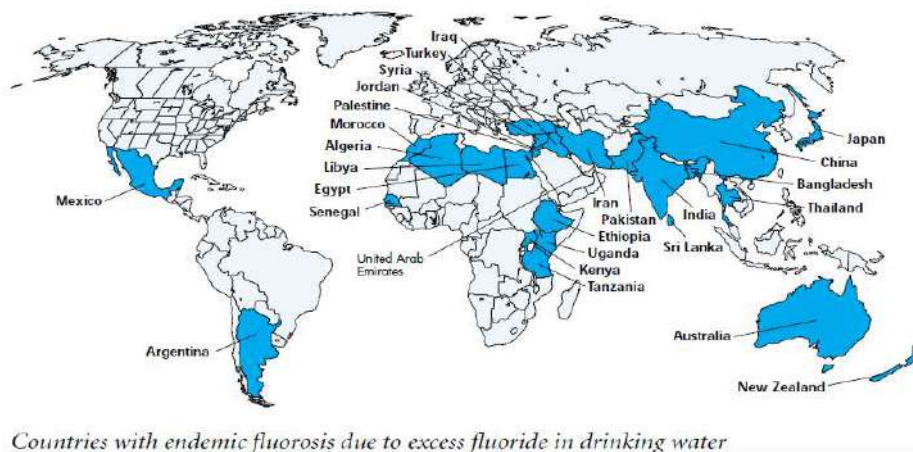 Iraq
Turkey
Syria
Jordan
Palestine
Morocco
Algeria
Libya
Egypt
Senegal
United Arab
Emirates
Mexico
Argentina
Iran
Pakistan
Ethiopia
Uganda
Kenya
Tanzania
India
Sri Lanka
Japan
China
Bangladesh
Thailand
Australia
New Zealand
Countries with endemic fluorosis due to excess fluoride in drinking water